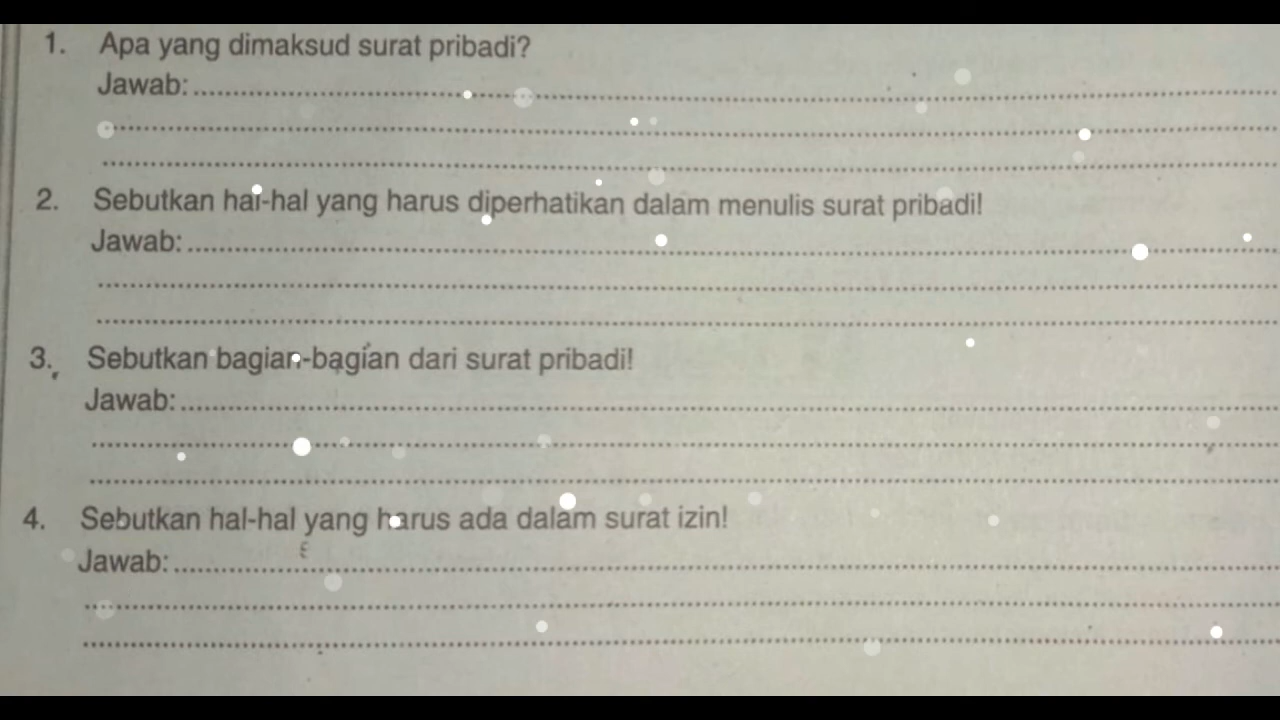 1. Apa yang dimaksud surat pribadi?
Jawab: ........................................................................
........................................................................
........................................................................
2. Sebutkan hal-hal yang harus diperhatikan dalam menulis surat pribadi!
Jawab: ........................................................................
........................................................................
........................................................................
3. Sebutkan bagian-bagian dari surat pribadi!
Jawab: ........................................................................
........................................................................
........................................................................
4. Sebutkan hal-hal yang harus ada dalam surat izin!
Jawab: ........................................................................
........................................................................
........................................................................